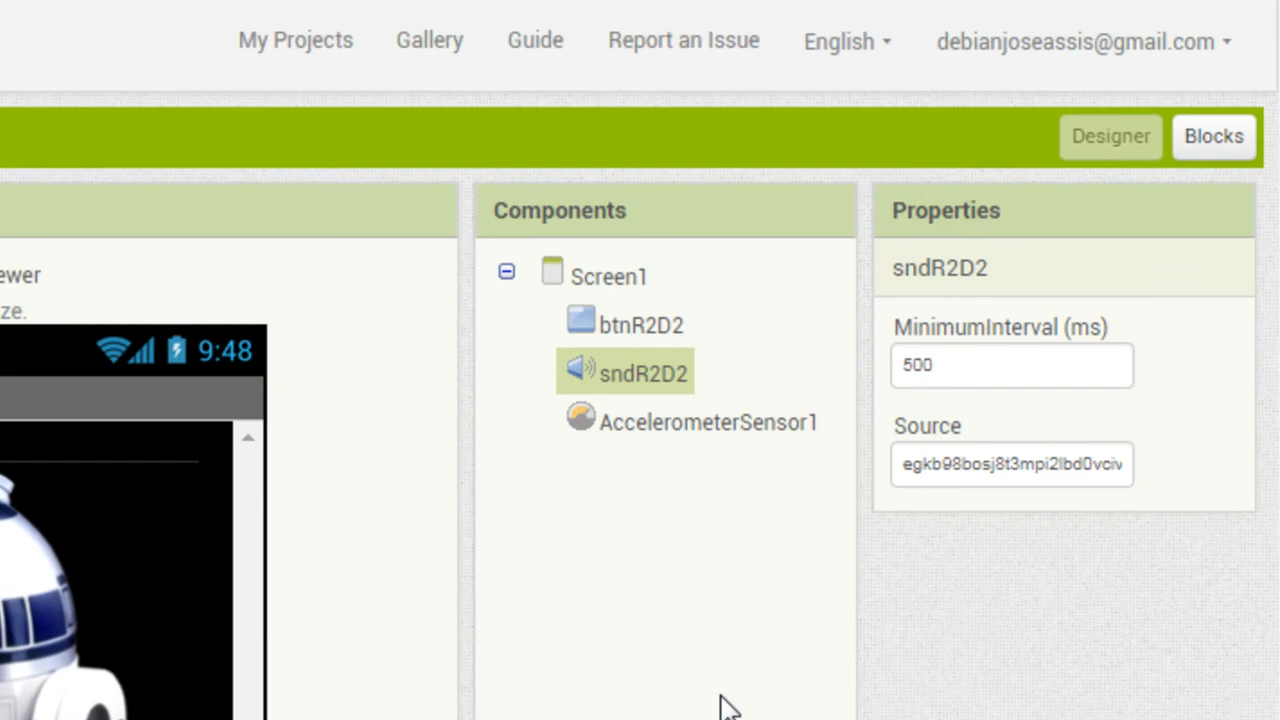 My Projects Gallery Guide Report an Issue English debianjoseassis@gmail.com
Designer Blocks
Components Properties
ewer Screen1 sndR2D2
ze. btnR2D2 MinimumInterval (ms)
9:48 sndR2D2 500
AccelerometerSensor1 Source
egkb98bosj8t3mpi2lbd0vciv